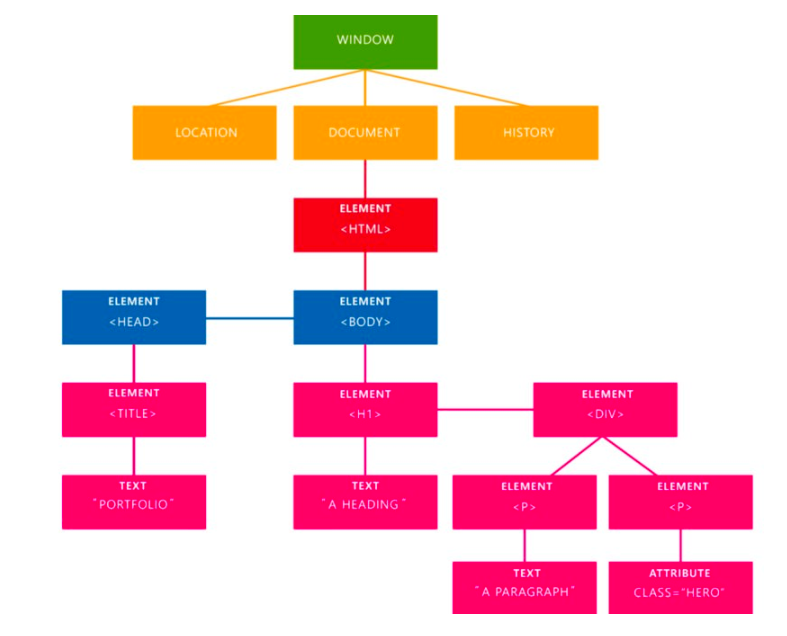 WINDOW
LOCATION
DOCUMENT
HISTORY
ELEMENT
<HTML>
ELEMENT
<HEAD>
ELEMENT
<BODY>
ELEMENT
<TITLE>
ELEMENT
<H1>
ELEMENT
<DIV>
TEXT
"PORTFOLIO"
TEXT
"A HEADING"
ELEMENT
<P>
ELEMENT
<P>
TEXT
"A PARAGRAPH"
ATTRIBUTE
CLASS="HERO"